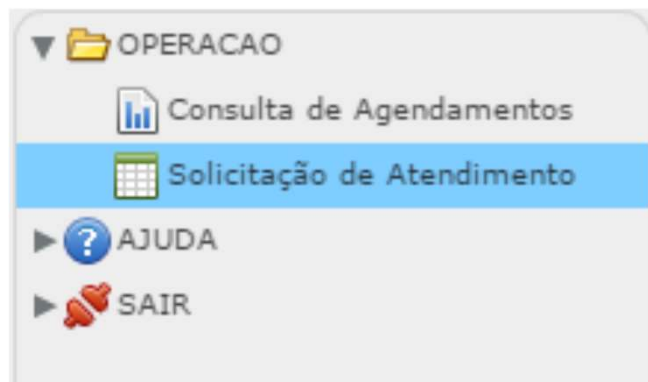 OPERACAO
Consulta de Agendamentos
Solicitação de Atendimento
AJUDA
SAIR